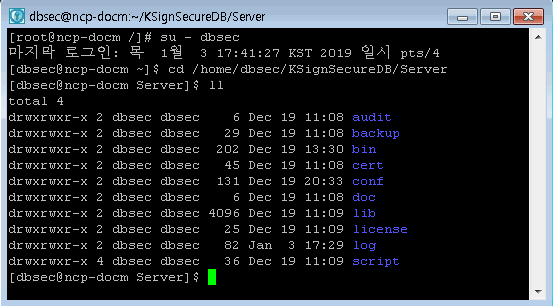 dbsec@ncp-docm:~/KSignSecureDB/Server
[root@ncp-docm /]# su - dbsec
마지막 로그인: 목  1월  3 17:41:27 KST 2019 일시 pts/4
[dbsec@ncp-docm ~]$ cd /home/dbsec/KSignSecureDB/Server
[dbsec@ncp-docm Server]$ ll
total 4
drwxrwxr-x 2 dbsec dbsec    6 Dec 19 11:08 audit
drwxrwxr-x 2 dbsec dbsec   29 Dec 19 11:08 backup
drwxrwxr-x 2 dbsec dbsec  202 Dec 19 13:30 bin
drwxrwxr-x 2 dbsec dbsec   45 Dec 19 11:08 cert
drwxrwxr-x 2 dbsec dbsec  131 Dec 19 20:33 conf
drwxrwxr-x 2 dbsec dbsec    6 Dec 19 11:08 doc
drwxrwxr-x 2 dbsec dbsec 4096 Dec 19 11:09 lib
drwxrwxr-x 2 dbsec dbsec   25 Dec 19 11:09 license
drwxrwxr-x 2 dbsec dbsec   82 Jan  3 17:29 log
drwxrwxr-x 4 dbsec dbsec   36 Dec 19 11:09 script
[dbsec@ncp-docm Server]$